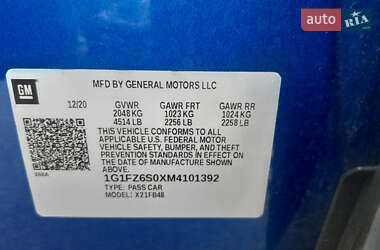 auto RIA
GM
MFD BY GENERAL MOTORS LLC
12/20 GVWR GAWR FRT GAWR RR
2048 KG 1023 KG 1024 KG
4514 LB 2256 LB 2258 LB
THIS VEHICLE CONFORMS TO ALL
APPLICABLE U.S. FEDERAL MOTOR
VEHICLE SAFETY, BUMPER, AND THEFT
PREVENTION STANDARDS IN EFFECT ON THE
DATE OF MANUFACTURE SHOWN ABOVE.
1G1FZ6S0XM4101392
TYPE: PASS CAR
MODEL: X21FB48